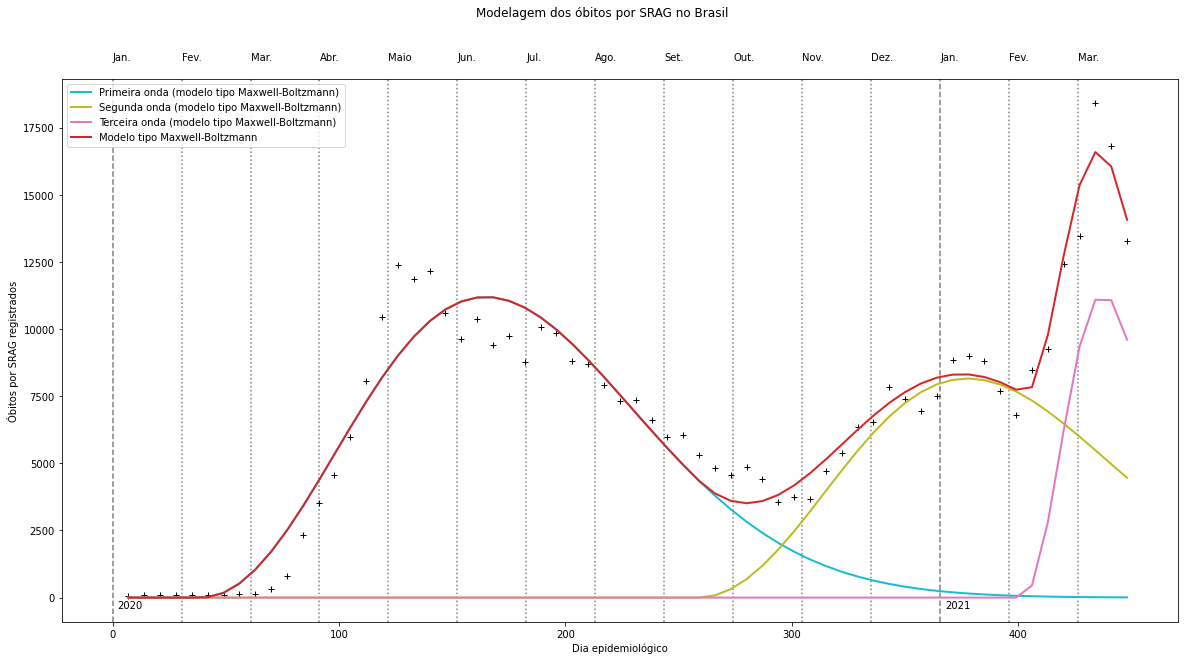 Modelagem dos óbitos por SRAG no Brasil
Jan. Fev. Mar. Abr. Maio Jun. Jul. Ago. Set. Out. Nov. Dez. Jan. Fev. Mar.
Primeira onda (modelo tipo Maxwell-Boltzmann)
Segunda onda (modelo tipo Maxwell-Boltzmann)
Terceira onda (modelo tipo Maxwell-Boltzmann)
Modelo tipo Maxwell-Boltzmann
17500
15000
12500
10000
7500
5000
2500
0
Óbitos por SRAG registrados
2020 2021
0 100 200 300 400
Dia epidemiológico